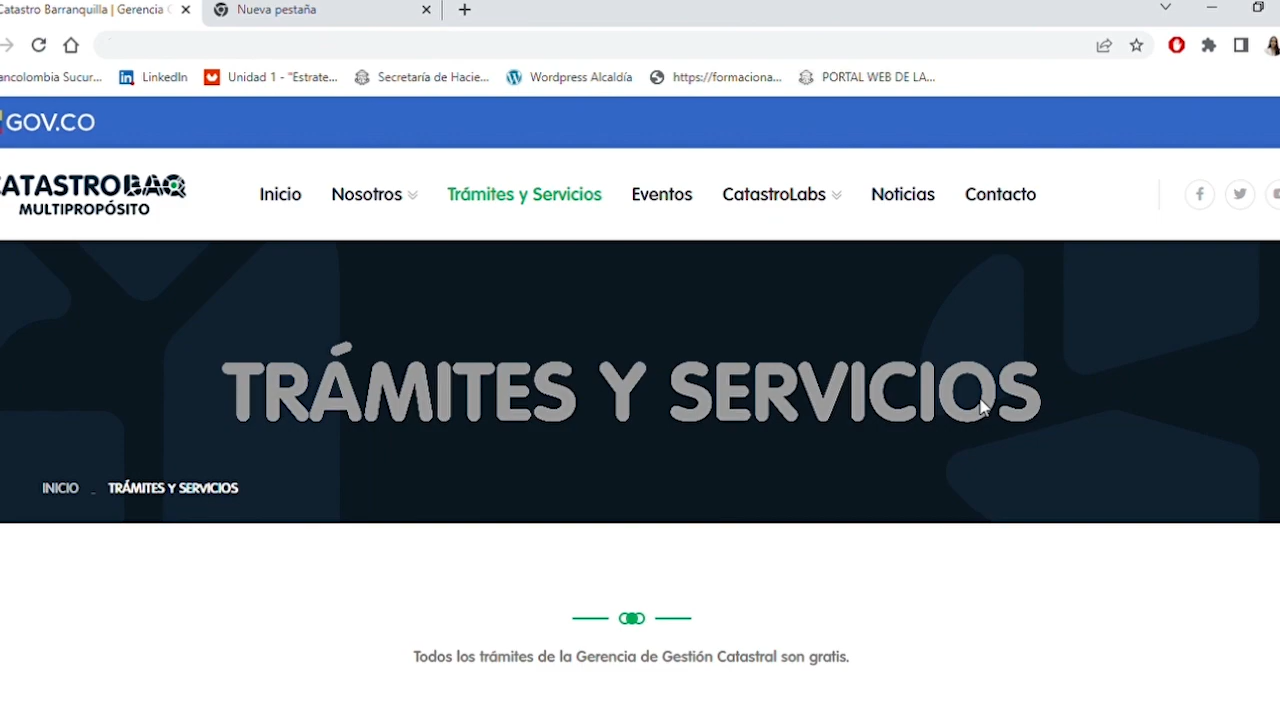 Catastro Barranquilla | Gerencia
Nueva pestaña
ancolombia Sucur...
LinkedIn
Unidad 1 - "Estrate...
Secretaría de Hacie...
Wordpress Alcaldía
https://formaciona...
PORTAL WEB DE LA...
GOV.CO
CATASTROBAQ
MULTIPROPÓSITO
Inicio
Nosotros
Trámites y Servicios
Eventos
CatastroLabs
Noticias
Contacto
TRÁMITES Y SERVICIOS
INICIO _ TRÁMITES Y SERVICIOS
Todos los trámites de la Gerencia de Gestión Catastral son gratis.